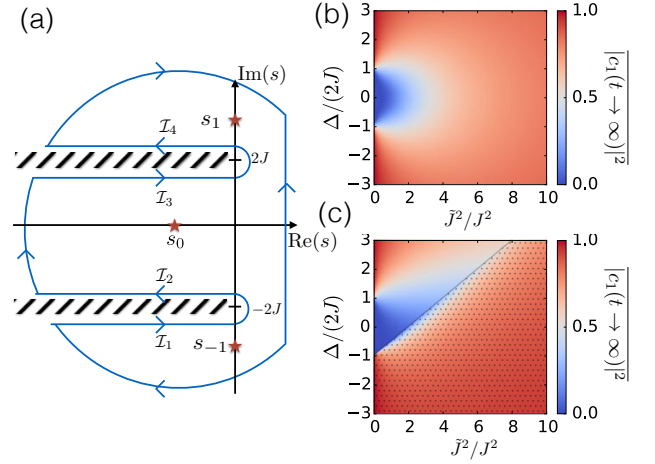 (a)
Im(s)
s₁
ℐ₄
2J
ℐ₃
s₀
Re(s)
ℐ₂
−2J
ℐ₁
s₋₁
(b)
3
2
1
0
−1
−2
−3
Δ/(2J)
0 2 4 6 8 10
J̃²/J²
1.0
0.5
0.0
|c₁(t → ∞)|²
(c)
3
2
1
0
−1
−2
−3
Δ/(2J)
0 2 4 6 8 10
J̃²/J²
1.0
0.5
0.0
|c₁(t → ∞)|²